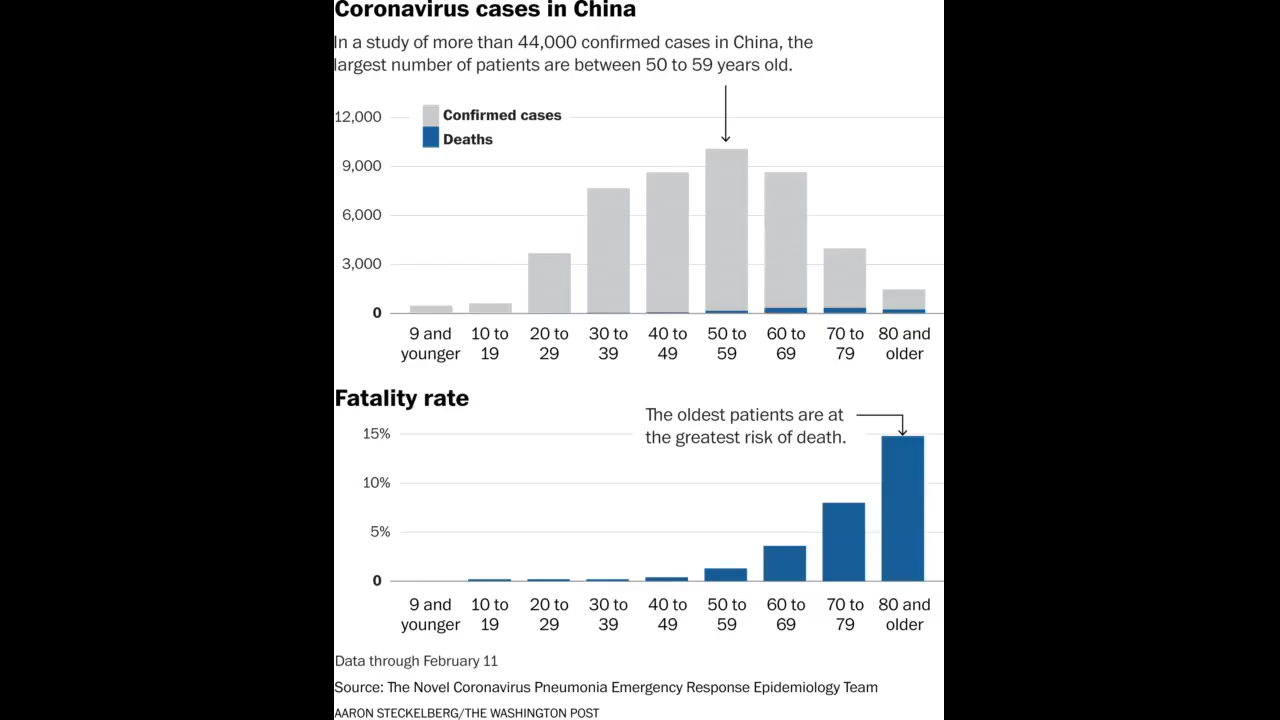 Coronavirus cases in China
In a study of more than 44,000 confirmed cases in China, the
largest number of patients are between 50 to 59 years old.
12,000
Confirmed cases
Deaths
9,000
6,000
3,000
0
9 and younger
10 to 19
20 to 29
30 to 39
40 to 49
50 to 59
60 to 69
70 to 79
80 and older
Fatality rate
The oldest patients are at
the greatest risk of death.
15%
10%
5%
0
9 and younger
10 to 19
20 to 29
30 to 39
40 to 49
50 to 59
60 to 69
70 to 79
80 and older
Data through February 11
Source: The Novel Coronavirus Pneumonia Emergency Response Epidemiology Team
AARON STECKELBERG/THE WASHINGTON POST